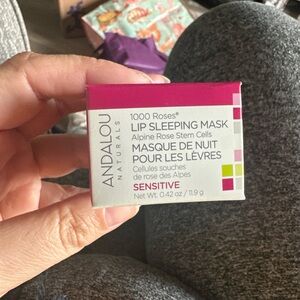 ANDALOU
NATURALS
1000 Roses®
LIP SLEEPING MASK
Alpine Rose Stem Cells
MASQUE DE NUIT
POUR LES LÈVRES
Cellules souches
de rose des Alpes
SENSITIVE
Net Wt. 0.42 oz / 11.9 g